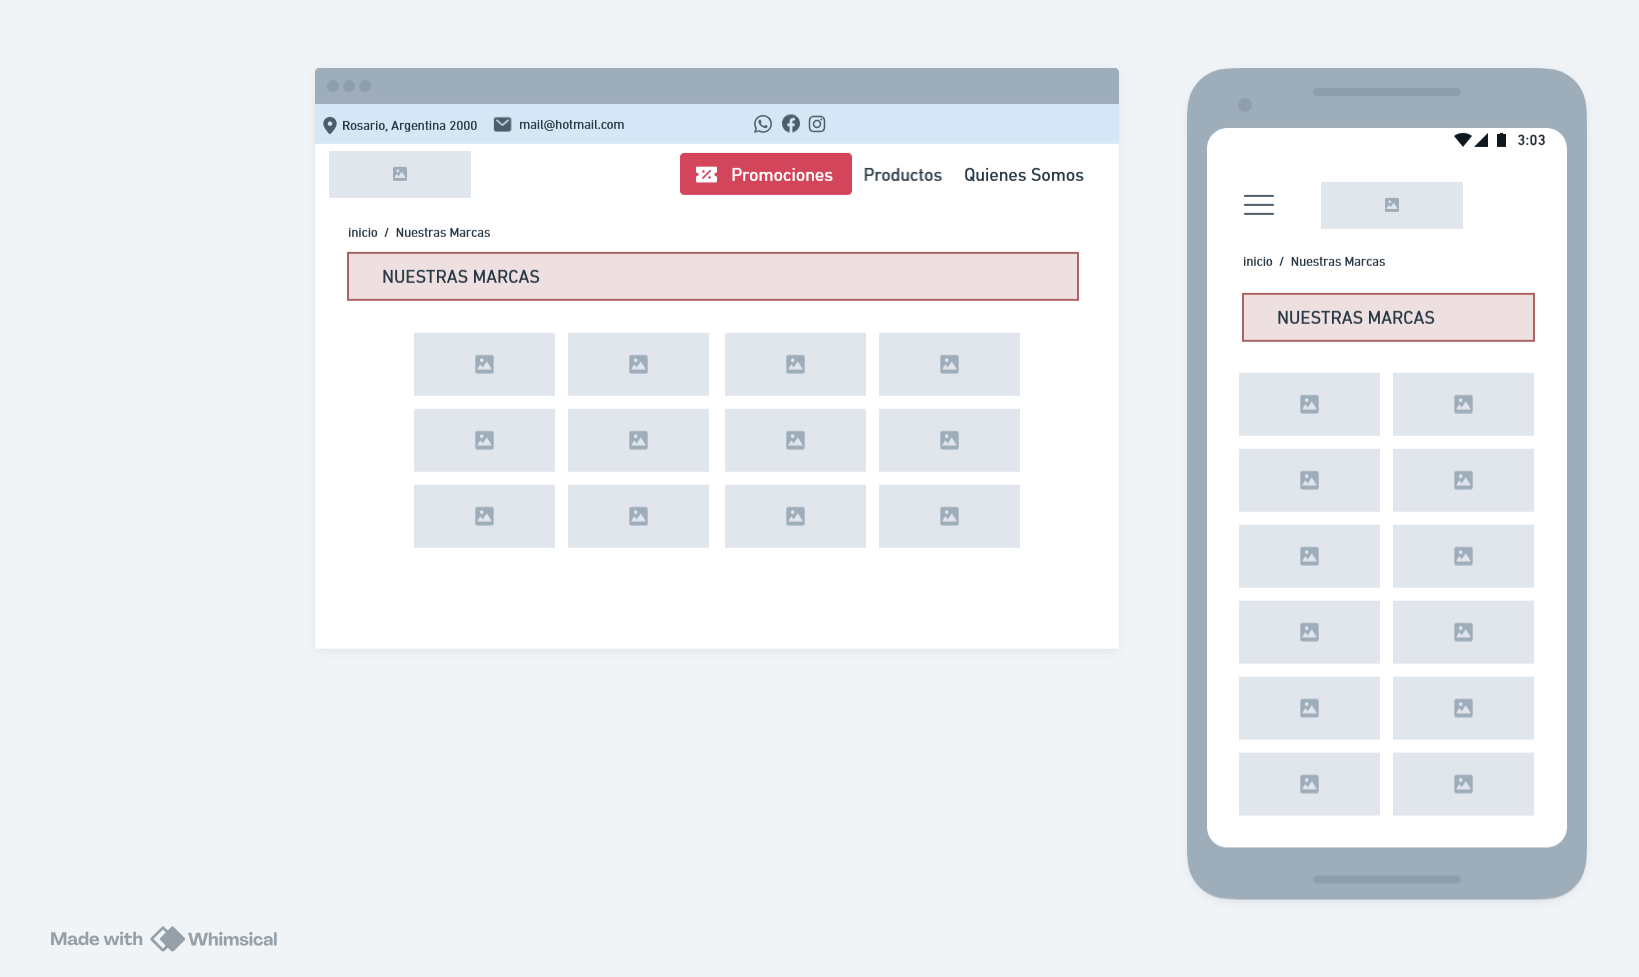 Rosario, Argentina 2000
mail@hotmail.com
Promociones
Productos
Quienes Somos
inicio / Nuestras Marcas
NUESTRAS MARCAS
3:03
inicio / Nuestras Marcas
NUESTRAS MARCAS
Made with Whimsical